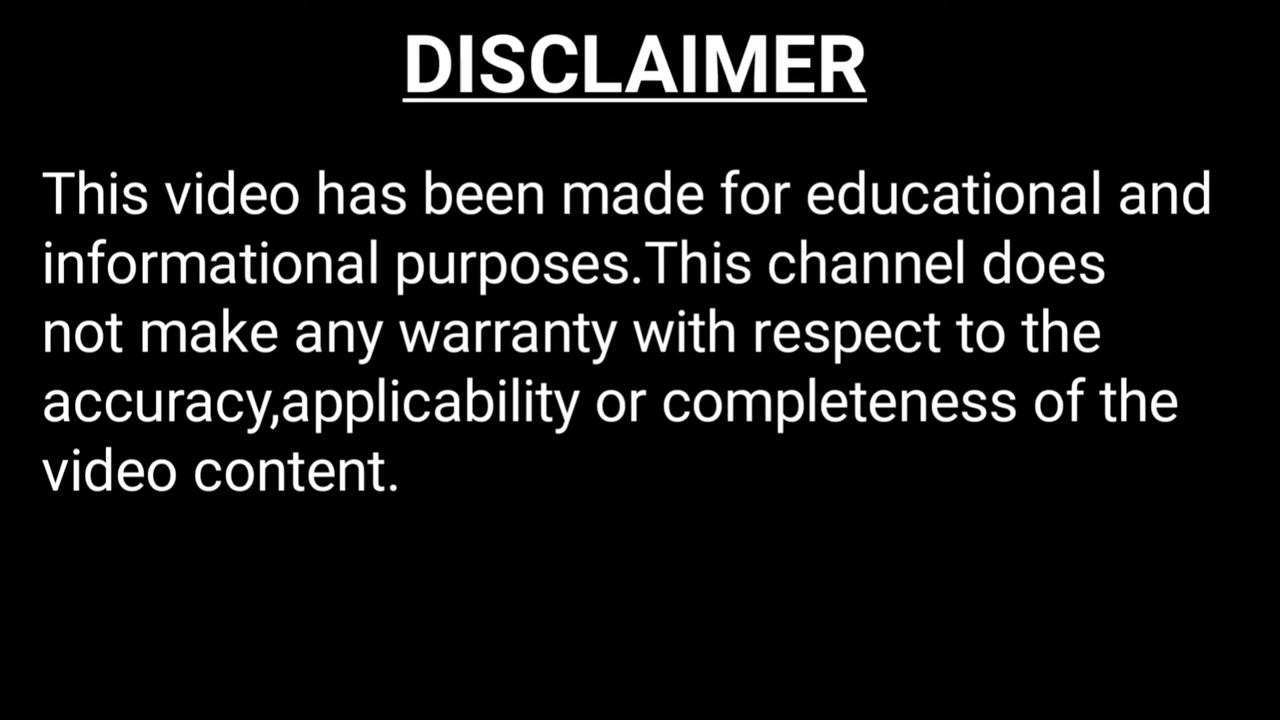 DISCLAIMER
This video has been made for educational and
informational purposes.This channel does
not make any warranty with respect to the
accuracy,applicability or completeness of the
video content.